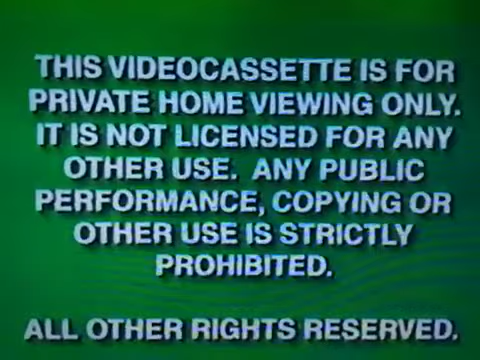 THIS VIDEOCASSETTE IS FOR
PRIVATE HOME VIEWING ONLY.
IT IS NOT LICENSED FOR ANY
OTHER USE.  ANY PUBLIC
PERFORMANCE, COPYING OR
OTHER USE IS STRICTLY
PROHIBITED.
ALL OTHER RIGHTS RESERVED.